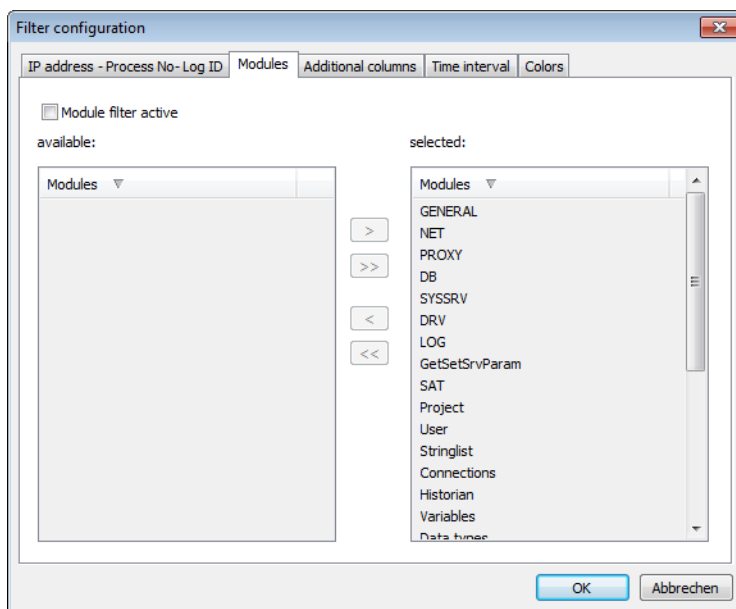 Filter configuration
IP address - Process No- Log ID Modules Additional columns Time interval Colors
Module filter active
available: selected:
Modules Modules
GENERAL
> NET
PROXY
>> DB
SYSSRV
< DRV
LOG
<< GetSetSrvParam
SAT
Project
User
Stringlist
Connections
Historian
Variables
Data types
OK Abbrechen